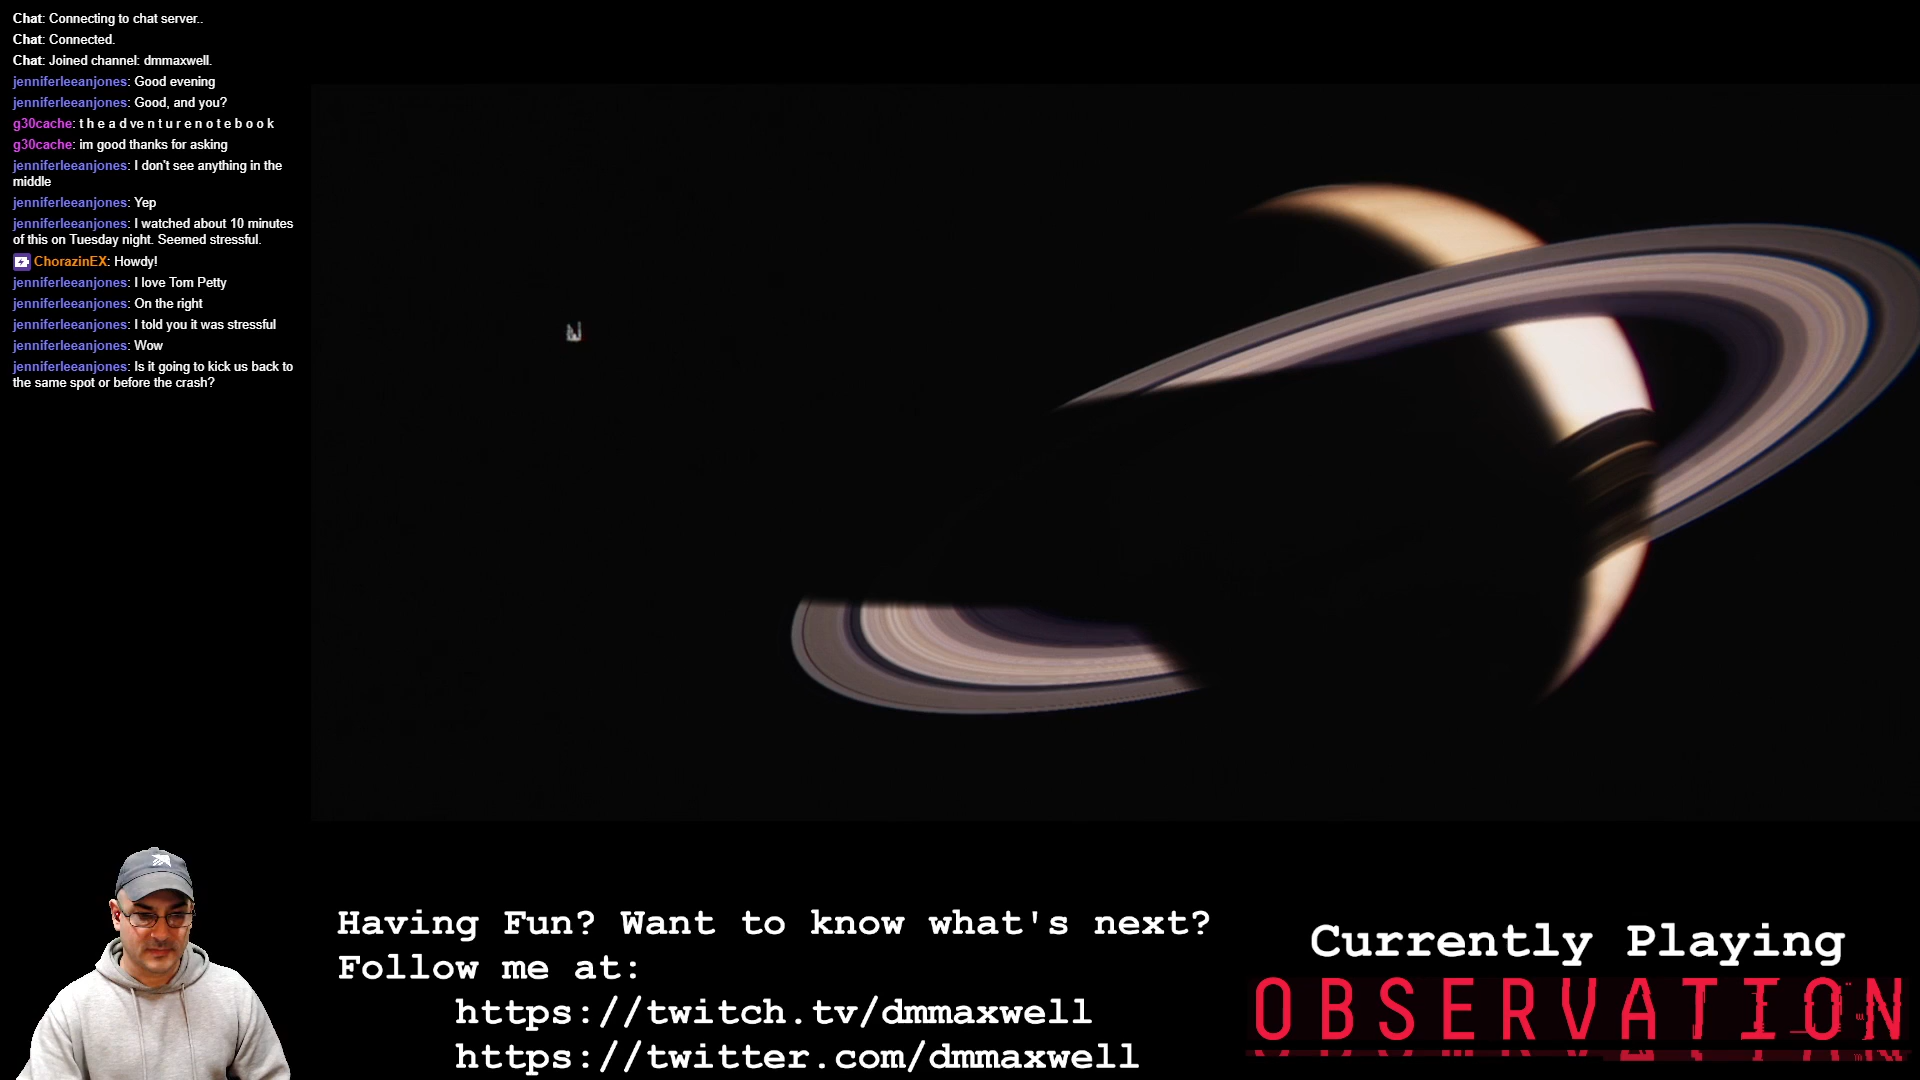 Chat: Connecting to chat server..
Chat: Connected.
Chat: Joined channel: dmmaxwell.
jenniferleeanjones: Good evening
jenniferleeanjones: Good, and you?
g30cache: t h e a d v e n t u r e n o t e b o o k
g30cache: im good thanks for asking
jenniferleeanjones: I don't see anything in the
middle
jenniferleeanjones: Yep
jenniferleeanjones: I watched about 10 minutes
of this on Tuesday night. Seemed stressful.
ChorazinEX: Howdy!
jenniferleeanjones: I love Tom Petty
jenniferleeanjones: On the right
jenniferleeanjones: I told you it was stressful
jenniferleeanjones: Wow
jenniferleeanjones: Is it going to kick us back to
the same spot or before the crash?
Having Fun? Want to know what's next?
Follow me at:
https://twitch.tv/dmmaxwell
https://twitter.com/dmmaxwell
Currently Playing
OBSERVATION